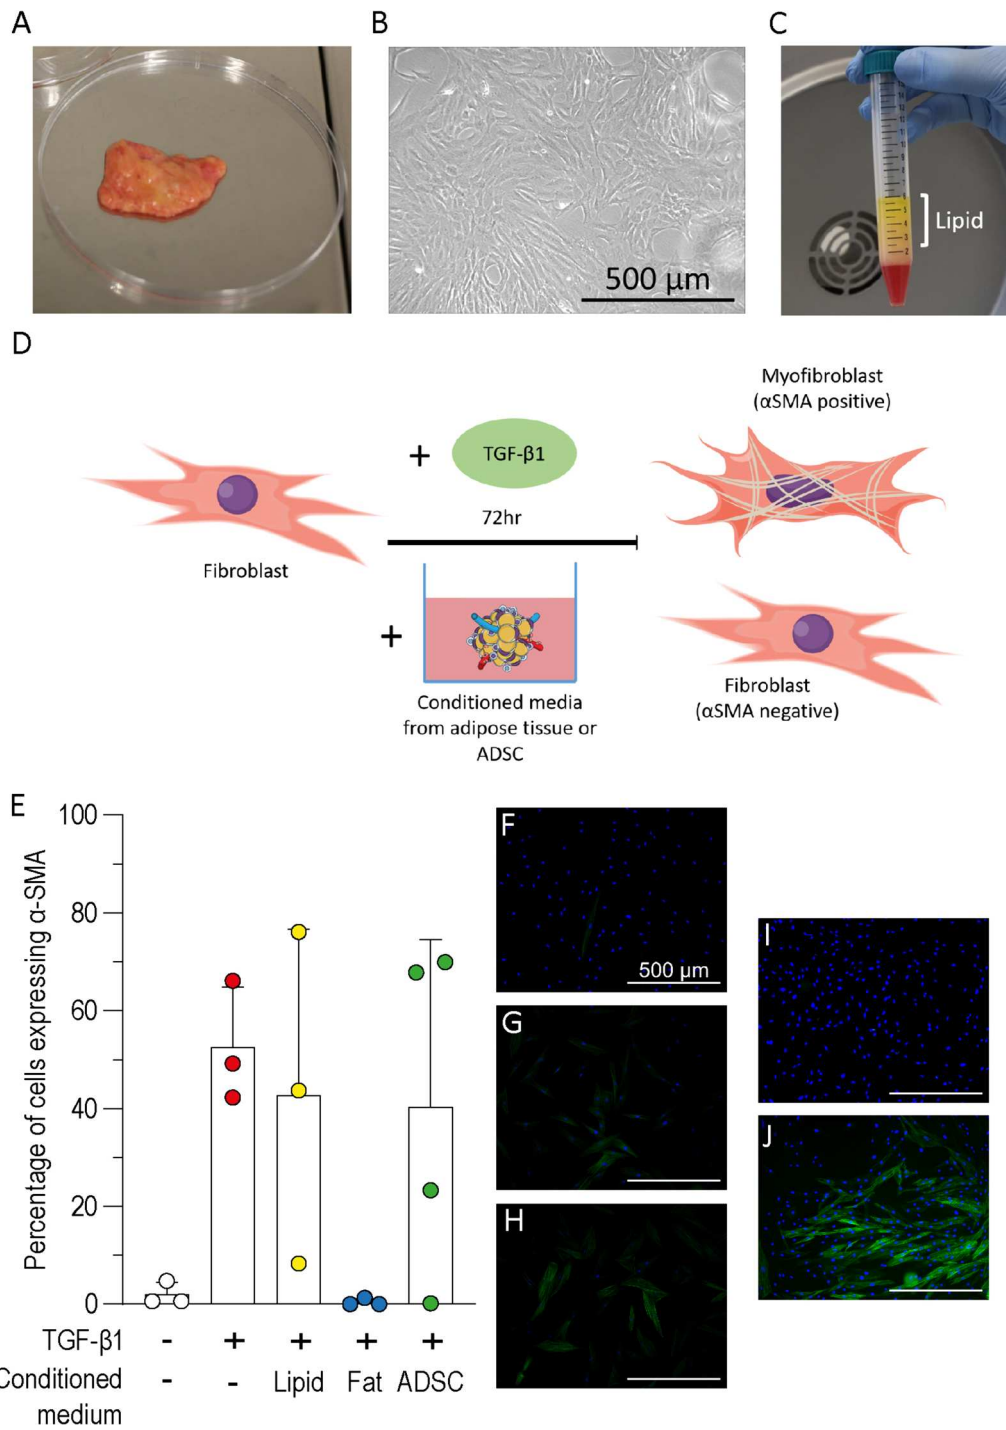 A
B
C
500 µm
Lipid
D
Myofibroblast
(αSMA positive)
+
TGF-β1
72hr
Fibroblast
+
Conditioned media
from adipose tissue or
ADSC
Fibroblast
(αSMA negative)
E
Percentage of cells expressing α-SMA
100
80
60
40
20
0
TGF-β1 - + + + +
Conditioned - - Lipid Fat ADSC
medium
F
500 µm
G
H
I
J